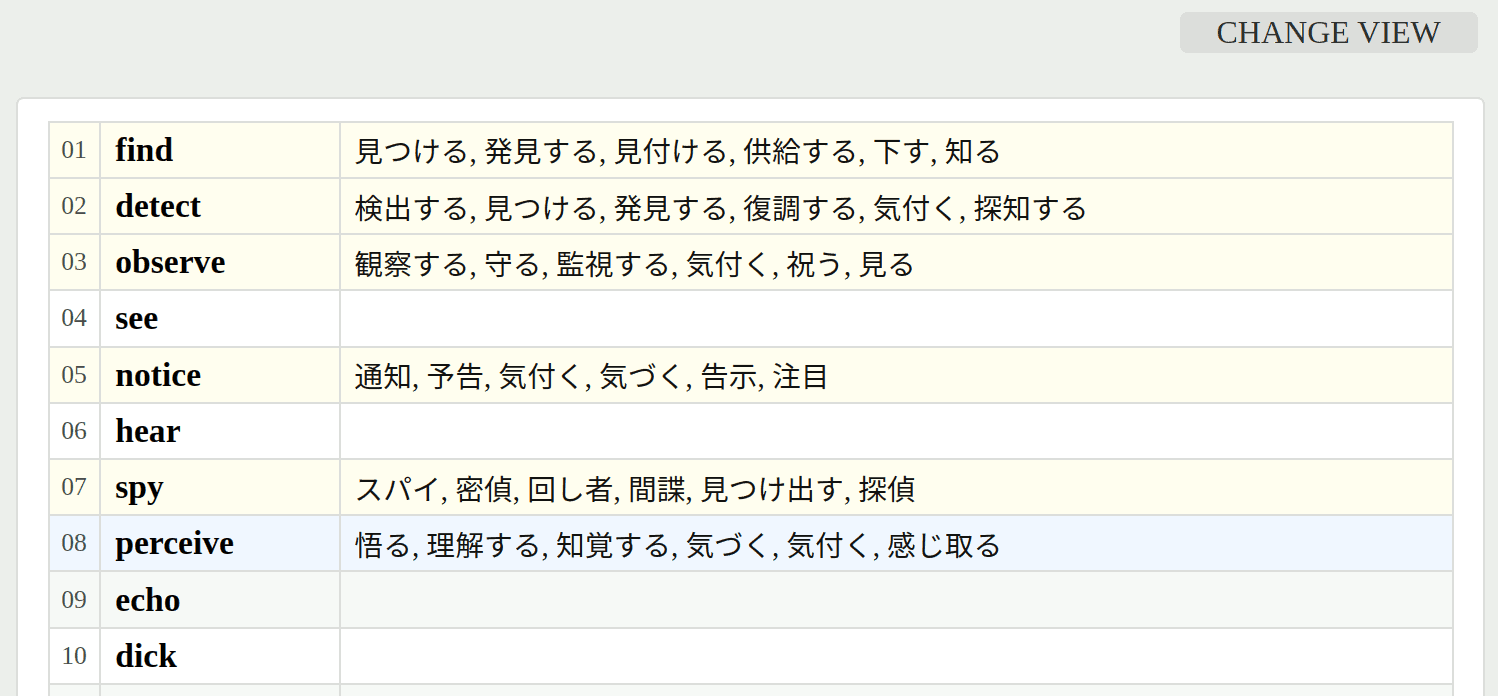 CHANGE VIEW
01 find 見つける, 発見する, 見付ける, 供給する, 下す, 知る
02 detect 検出する, 見つける, 発見する, 復調する, 気付く, 探知する
03 observe 観察する, 守る, 監視する, 気付く, 祝う, 見る
04 see
05 notice 通知, 予告, 気付く, 気づく, 告示, 注目
06 hear
07 spy スパイ, 密偵, 回し者, 間諜, 見つけ出す, 探偵
08 perceive 悟る, 理解する, 知覚する, 気づく, 気付く, 感じ取る
09 echo
10 dick